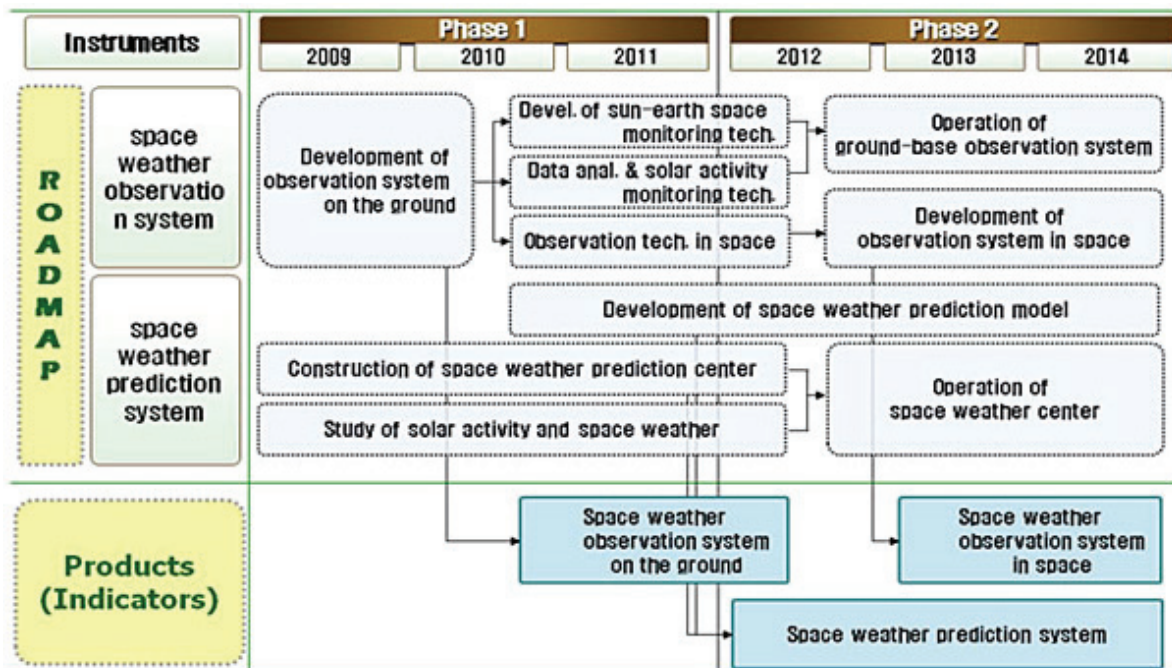 Instruments
Phase 1
Phase 2
2009
2010
2011
2012
2013
2014
ROADMAP
space
weather
observatio
n system
Development of
observation system
on the ground
Devel. of sun-earth space
monitoring tech.
Data anal. & solar activity
monitoring tech.
Observation tech. in space
Operation of
ground-base observation system
Development of
observation system in space
space
weather
prediction
system
Development of space weather prediction model
Construction of space weather prediction center
Study of solar activity and space weather
Operation of
space weather center
Products
(Indicators)
Space weather
observation system
on the ground
Space weather
observation system
in space
Space weather prediction system